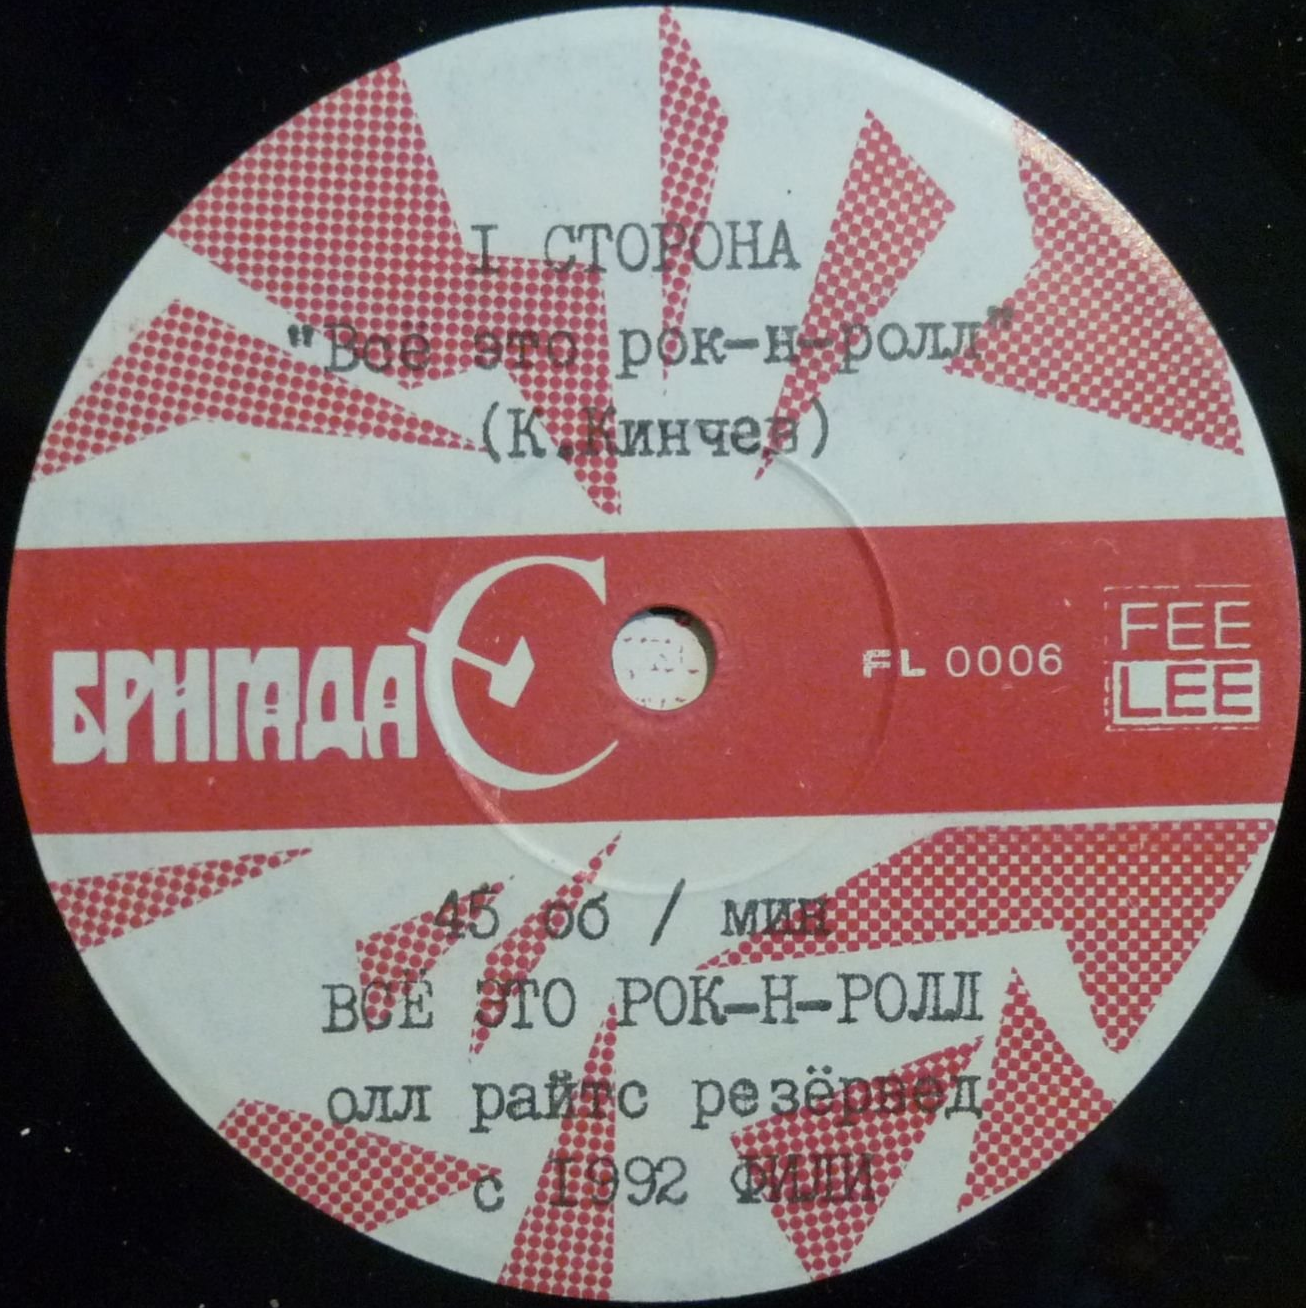 I СТОРОНА
"Всё это рок-н-ролл"
(К.Кинчев)
БРИГАДА С
FL 0006
FEE
LEE
45 об / мин
ВСЁ ЭТО РОК-Н-РОЛЛ
олл райтс резёрвед
с 1992 ФИЛИ